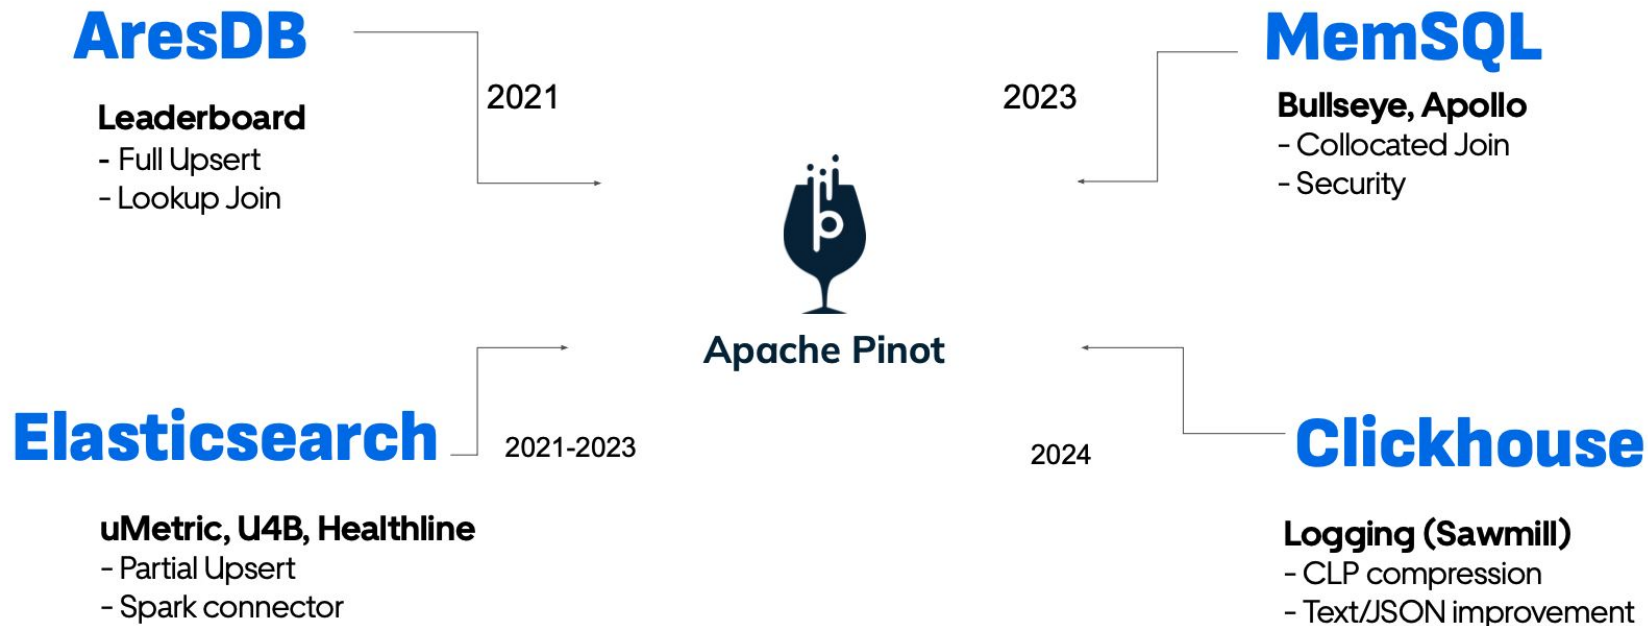 AresDB
2021
Leaderboard
- Full Upsert
- Lookup Join
MemSQL
2023
Bullseye, Apollo
- Collocated Join
- Security
Apache Pinot
Elasticsearch
2021-2023
uMetric, U4B, Healthline
- Partial Upsert
- Spark connector
Clickhouse
2024
Logging (Sawmill)
- CLP compression
- Text/JSON improvement